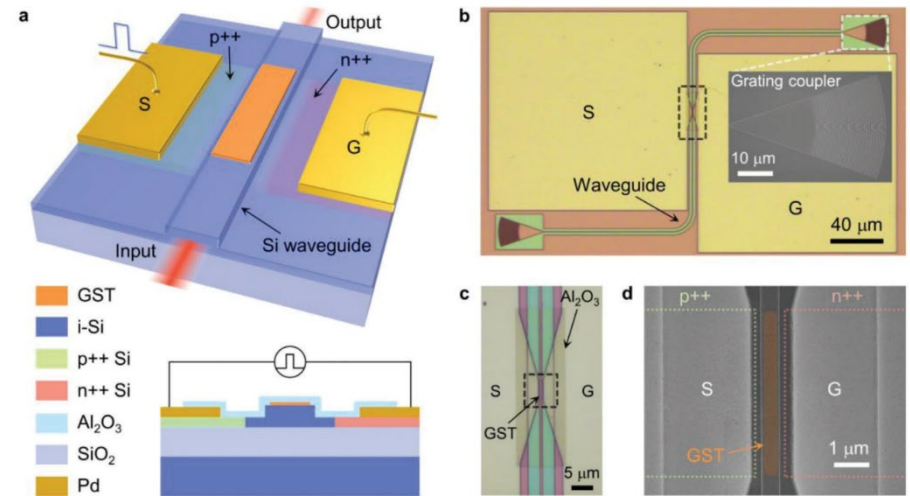 a
Output
p++
n++
S
G
Si waveguide
Input
GST
i-Si
p++ Si
n++ Si
Al₂O₃
SiO₂
Pd
b
Grating coupler
10 μm
S
Waveguide
G
40 μm
c
Al₂O₃
S
G
GST
5 μm
d
p++
n++
S
G
GST
1 μm